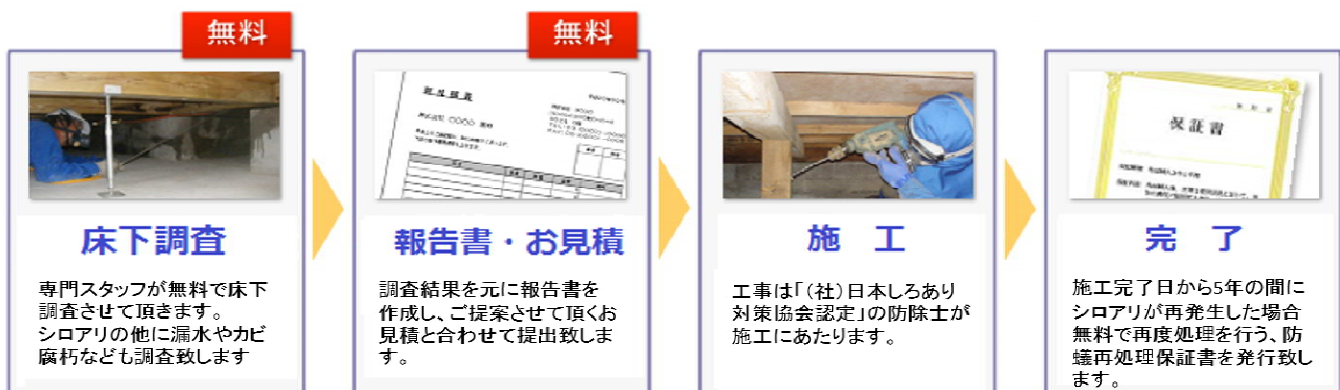 無料
床下調査
専門スタッフが無料で床下
調査させて頂きます。
シロアリの他に漏水やカビ
腐朽なども調査致します
無料
報告書・お見積
調査結果を元に報告書を
作成し、ご提案させて頂くお
見積と合わせて提出致しま
す。
施 工
工事は「(社)日本しろあり
対策協会認定」の防除士が
施工にあたります。
保証書
完 了
施工完了日から5年の間に
シロアリが再発生した場合
無料で再度処理を行う、防
蟻再処理保証書を発行致し
ます。